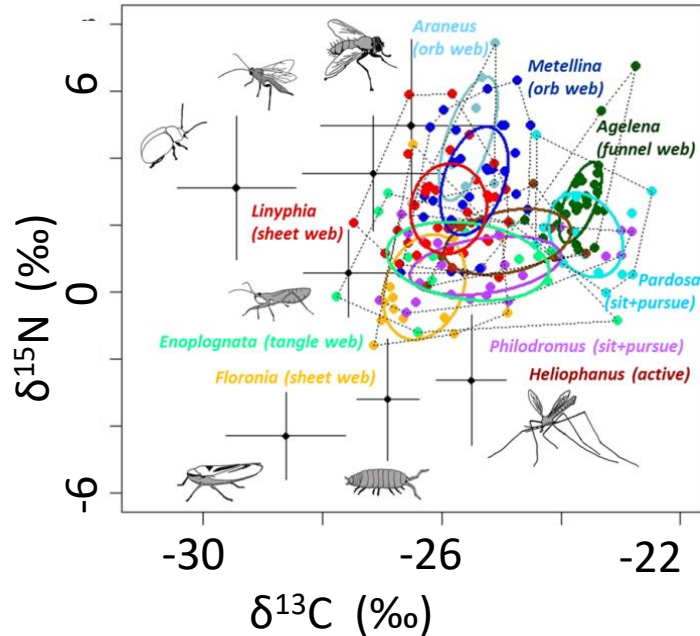 Araneus
(orb web)
Metellina
(orb web)
Agelena
(funnel web)
Linyphia
(sheet web)
Pardosa
(sit+pursue)
Enoplognata (tangle web)
Philodromus (sit+pursue)
Floronia (sheet web)
Heliophanus (active)
6
0
-6
δ¹⁵N (‰)
-30
-26
-22
δ¹³C (‰)